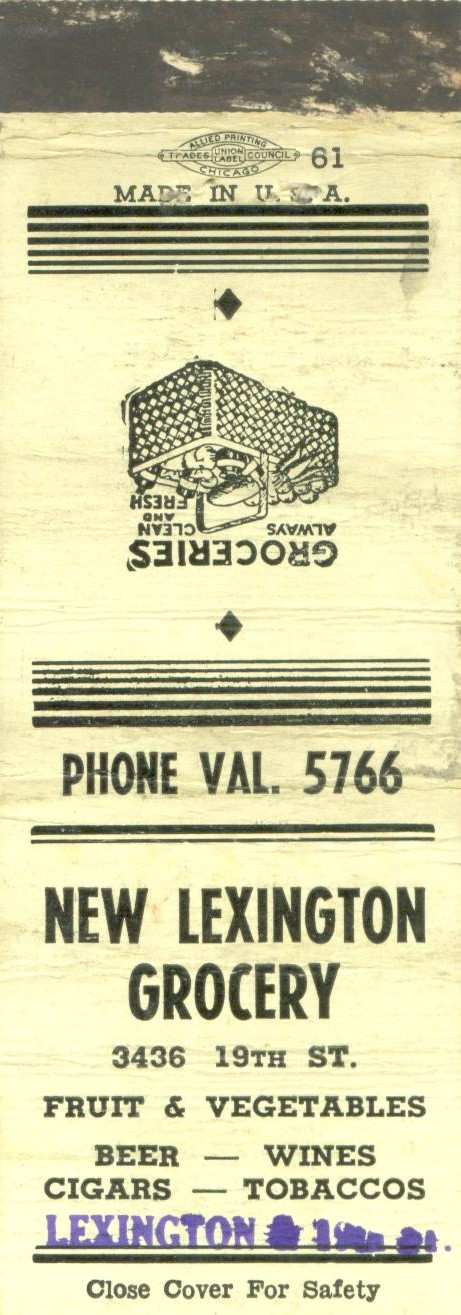 ALLIED PRINTING
TRADES UNION LABEL COUNCIL
CHICAGO
61
MADE IN U. S. A.
GROCERIES
ALWAYS
CLEAN
AND
FRESH
PHONE VAL. 5766
NEW LEXINGTON
GROCERY
3436 19TH ST.
FRUIT & VEGETABLES
BEER — WINES
CIGARS — TOBACCOS
LEXINGTON
Close Cover For Safety